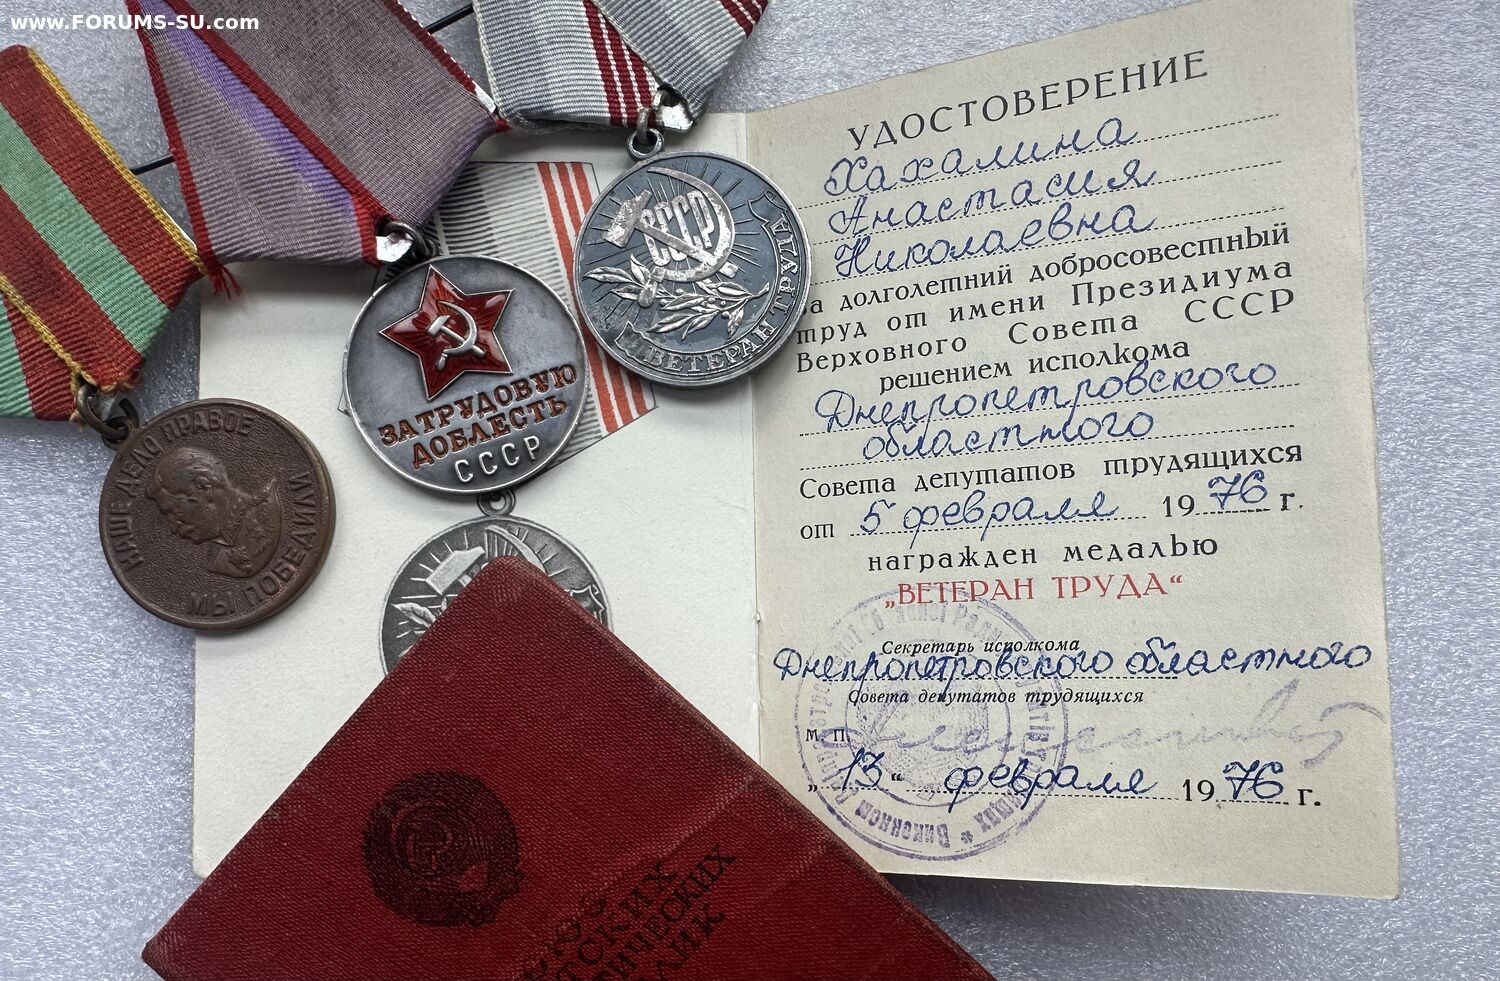 www.FORUMS-SU.com
НАШЕ ДЕЛО ПРАВОЕ
МЫ ПОБЕДИЛИ
ЗА ТРУДОВУЮ
ДОБЛЕСТЬ
СССР
СССР
ВЕТЕРАН ТРУДА
УДОСТОВЕРЕНИЕ
Хахалина
Анастасия
Николаевна
за долголетний добросовестный
труд от имени Президиума
Верховного Совета СССР
решением исполкома
Днепропетровского
областного
Совета депутатов трудящихся
от 5 февраля 1976 г.
награжден медалью
„ВЕТЕРАН ТРУДА“
Секретарь исполкома
Днепропетровского областного
Совета депутатов трудящихся
М. П.
„13“ февраля 1976 г.